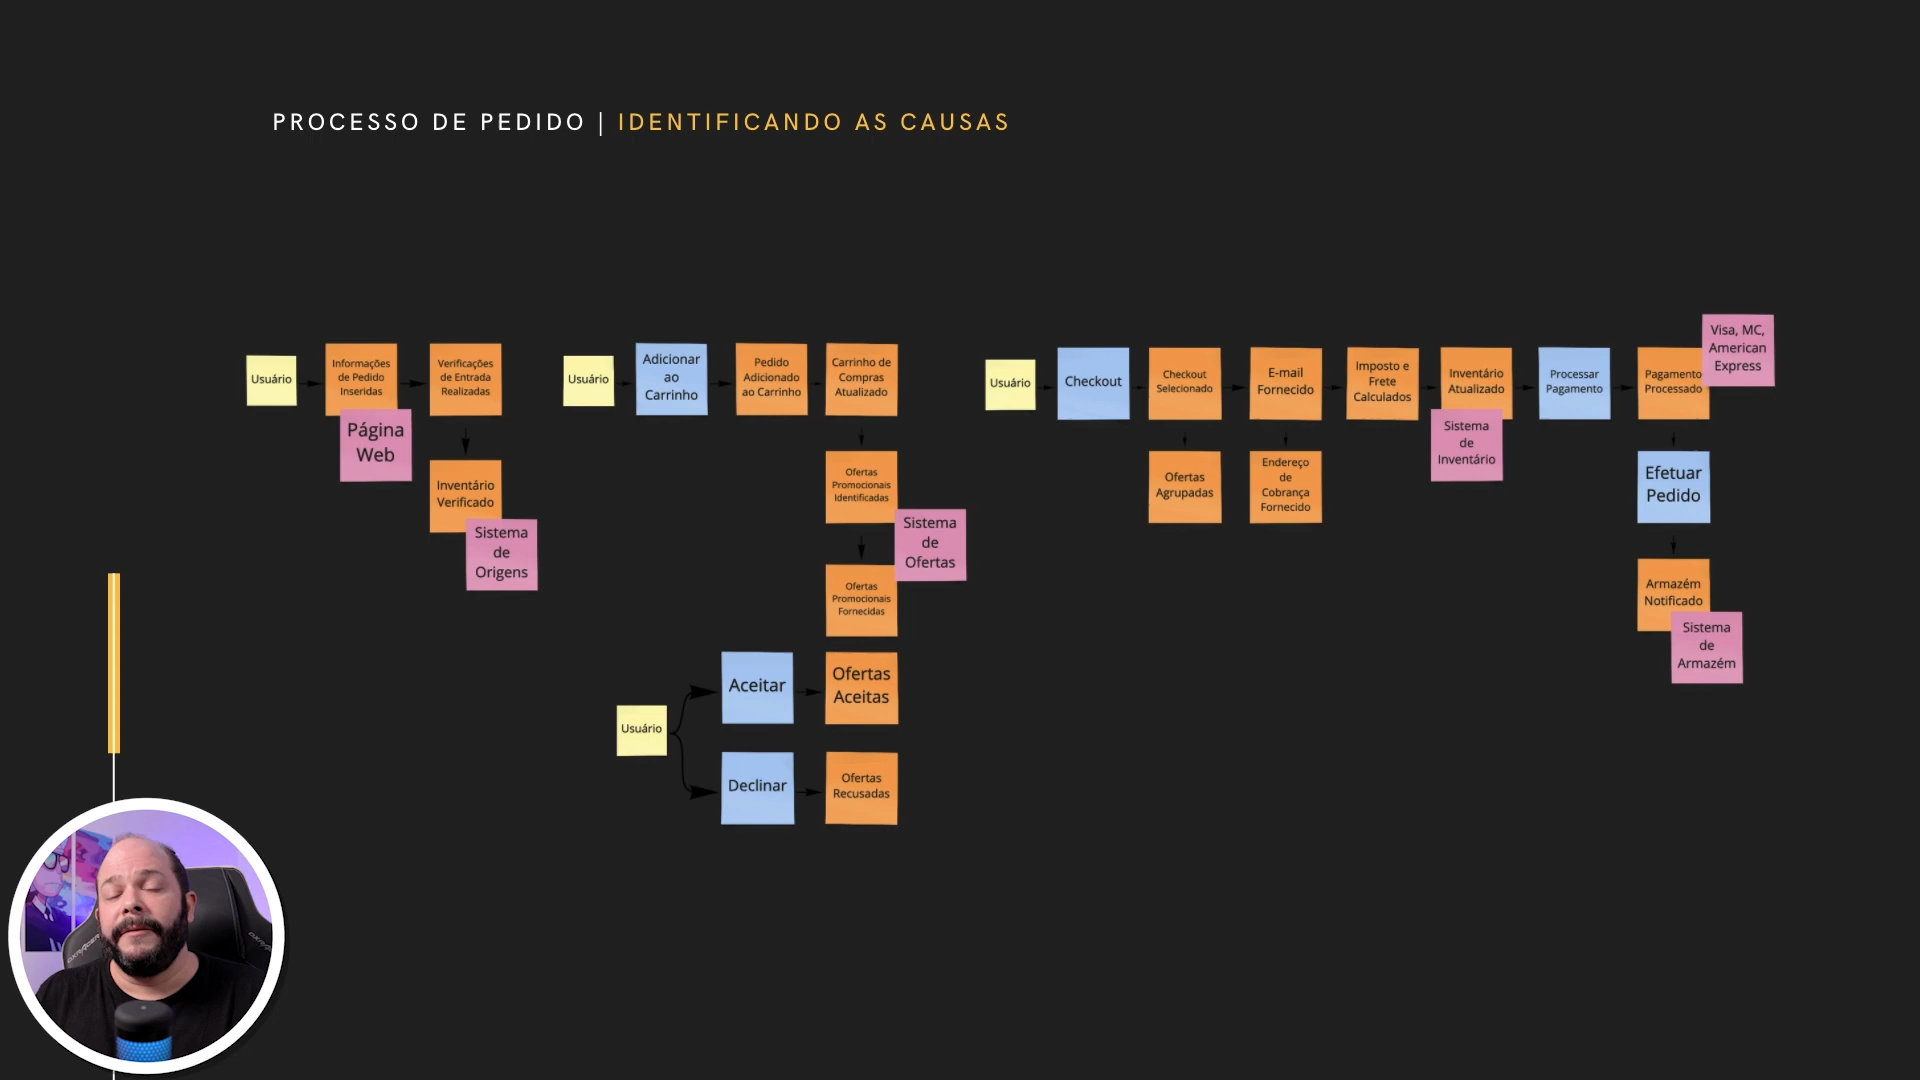 PROCESSO DE PEDIDO | IDENTIFICANDO AS CAUSAS
Usuário
Informações
de Pedido
Inseridas
Página
Web
Verificações
de Entrada
Realizadas
Inventário
Verificado
Sistema
de
Origens
Usuário
Adicionar
ao
Carrinho
Pedido
Adicionado
ao Carrinho
Carrinho de
Compras
Atualizado
Ofertas
Promocionais
Identificadas
Sistema
de
Ofertas
Ofertas
Promocionais
Fornecidas
Usuário
Aceitar
Ofertas
Aceitas
Declinar
Ofertas
Recusadas
Usuário
Checkout
Checkout
Selecionado
Ofertas
Agrupadas
E-mail
Fornecido
Endereço
de
Cobrança
Fornecido
Imposto e
Frete
Calculados
Inventário
Atualizado
Sistema
de
Inventário
Processar
Pagamento
Pagamento
Processado
Visa, MC,
American
Express
Efetuar
Pedido
Armazém
Notificado
Sistema
de
Armazém